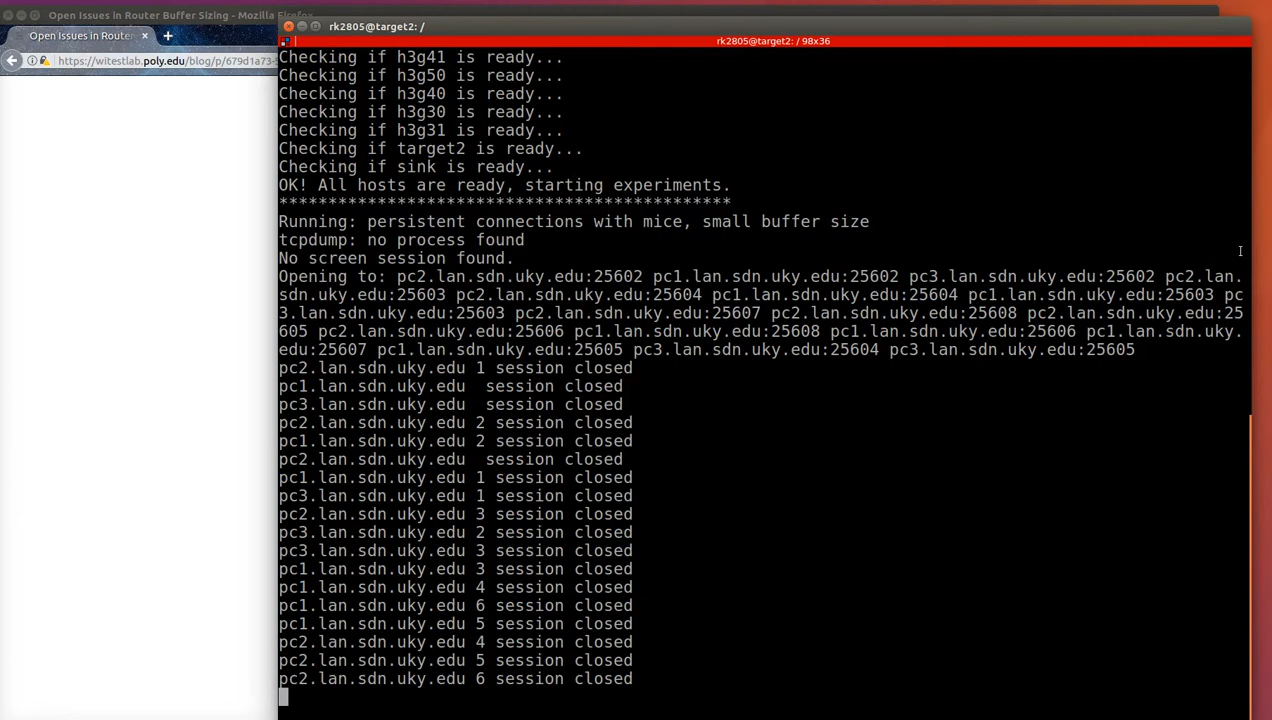 Open Issues in Router Buffer Sizing - Mozilla Firefox
Open Issues in Router
https://witestlab.poly.edu/blog/p/679d1a73-
rk2805@target2: /
rk2805@target2: / 98x36
Checking if h3g41 is ready...
Checking if h3g50 is ready...
Checking if h3g40 is ready...
Checking if h3g30 is ready...
Checking if h3g31 is ready...
Checking if target2 is ready...
Checking if sink is ready...
OK! All hosts are ready, starting experiments.
**********************************************
Running: persistent connections with mice, small buffer size
tcpdump: no process found
No screen session found.
Opening to: pc2.lan.sdn.uky.edu:25602 pc1.lan.sdn.uky.edu:25602 pc3.lan.sdn.uky.edu:25602 pc2.lan.
sdn.uky.edu:25603 pc2.lan.sdn.uky.edu:25604 pc1.lan.sdn.uky.edu:25604 pc1.lan.sdn.uky.edu:25603 pc
3.lan.sdn.uky.edu:25603 pc2.lan.sdn.uky.edu:25607 pc2.lan.sdn.uky.edu:25608 pc2.lan.sdn.uky.edu:25
605 pc2.lan.sdn.uky.edu:25606 pc1.lan.sdn.uky.edu:25608 pc1.lan.sdn.uky.edu:25606 pc1.lan.sdn.uky.
edu:25607 pc1.lan.sdn.uky.edu:25605 pc3.lan.sdn.uky.edu:25604 pc3.lan.sdn.uky.edu:25605
pc2.lan.sdn.uky.edu 1 session closed
pc1.lan.sdn.uky.edu  session closed
pc3.lan.sdn.uky.edu  session closed
pc2.lan.sdn.uky.edu 2 session closed
pc1.lan.sdn.uky.edu 2 session closed
pc2.lan.sdn.uky.edu  session closed
pc1.lan.sdn.uky.edu 1 session closed
pc3.lan.sdn.uky.edu 1 session closed
pc2.lan.sdn.uky.edu 3 session closed
pc3.lan.sdn.uky.edu 2 session closed
pc3.lan.sdn.uky.edu 3 session closed
pc1.lan.sdn.uky.edu 3 session closed
pc1.lan.sdn.uky.edu 4 session closed
pc1.lan.sdn.uky.edu 6 session closed
pc1.lan.sdn.uky.edu 5 session closed
pc2.lan.sdn.uky.edu 4 session closed
pc2.lan.sdn.uky.edu 5 session closed
pc2.lan.sdn.uky.edu 6 session closed